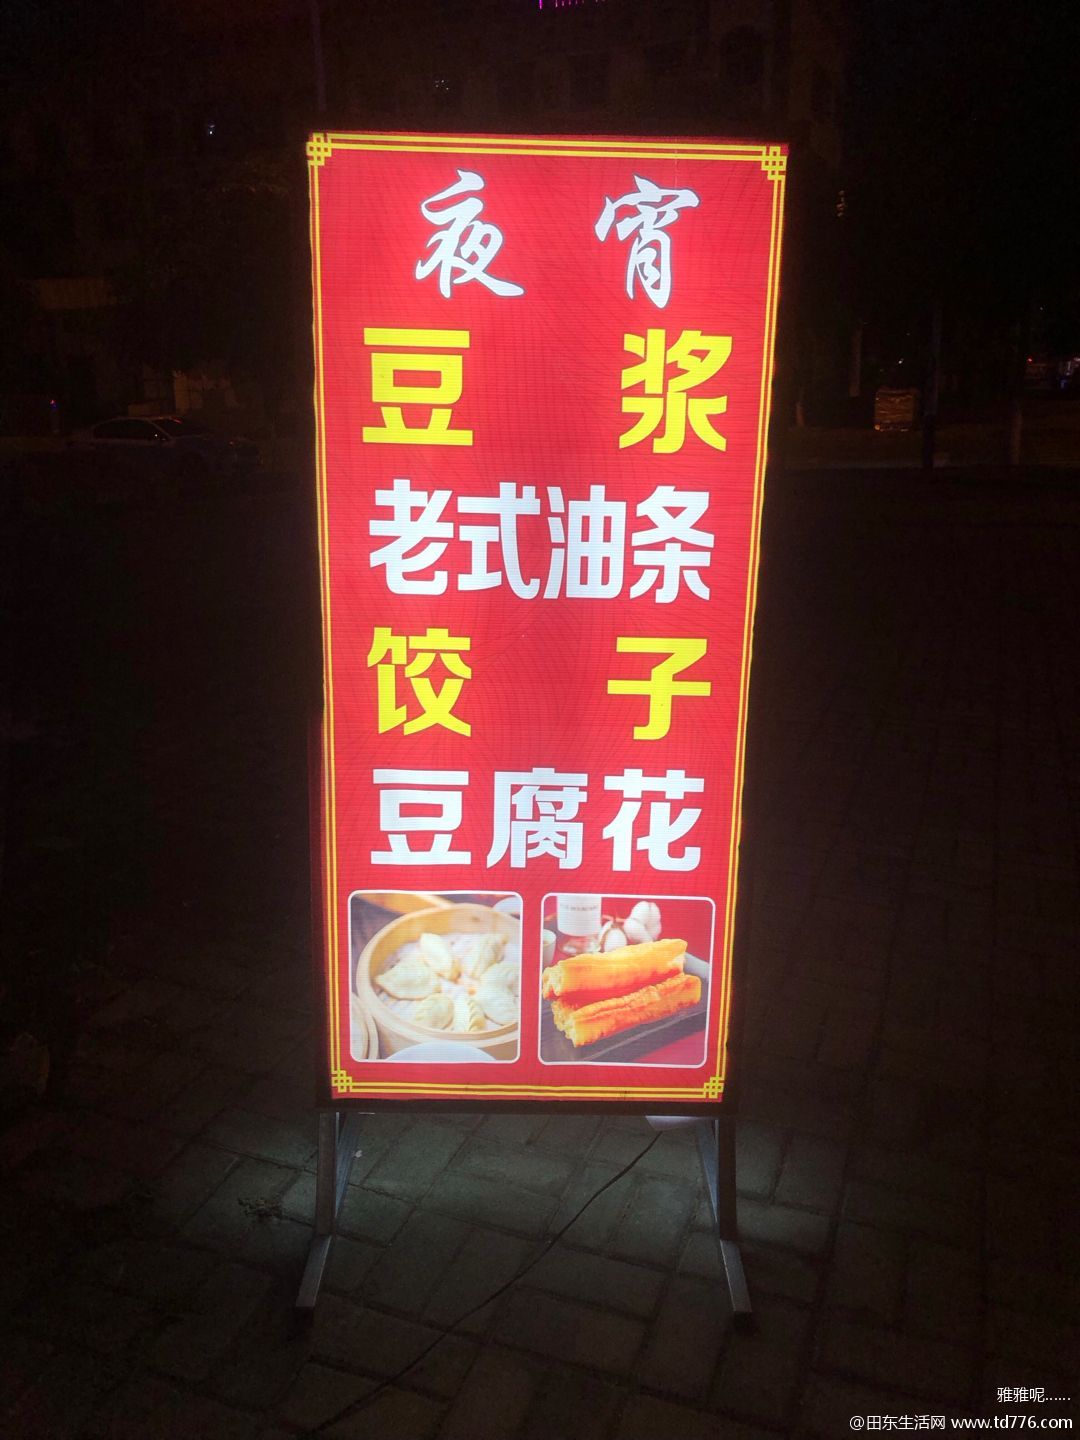 夜宵
豆浆
老式油条
饺子
豆腐花
雅雅呢......
@田东生活网 www.td776.com